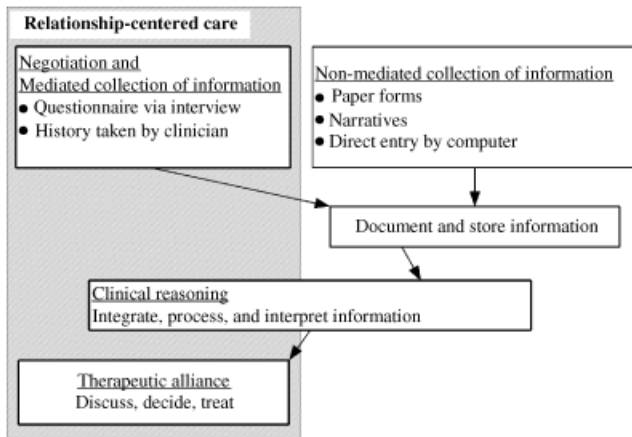 Relationship-centered care
Negotiation and
Mediated collection of information
● Questionnaire via interview
● History taken by clinician
Non-mediated collection of information
● Paper forms
● Narratives
● Direct entry by computer
Document and store information
Clinical reasoning
Integrate, process, and interpret information
Therapeutic alliance
Discuss, decide, treat